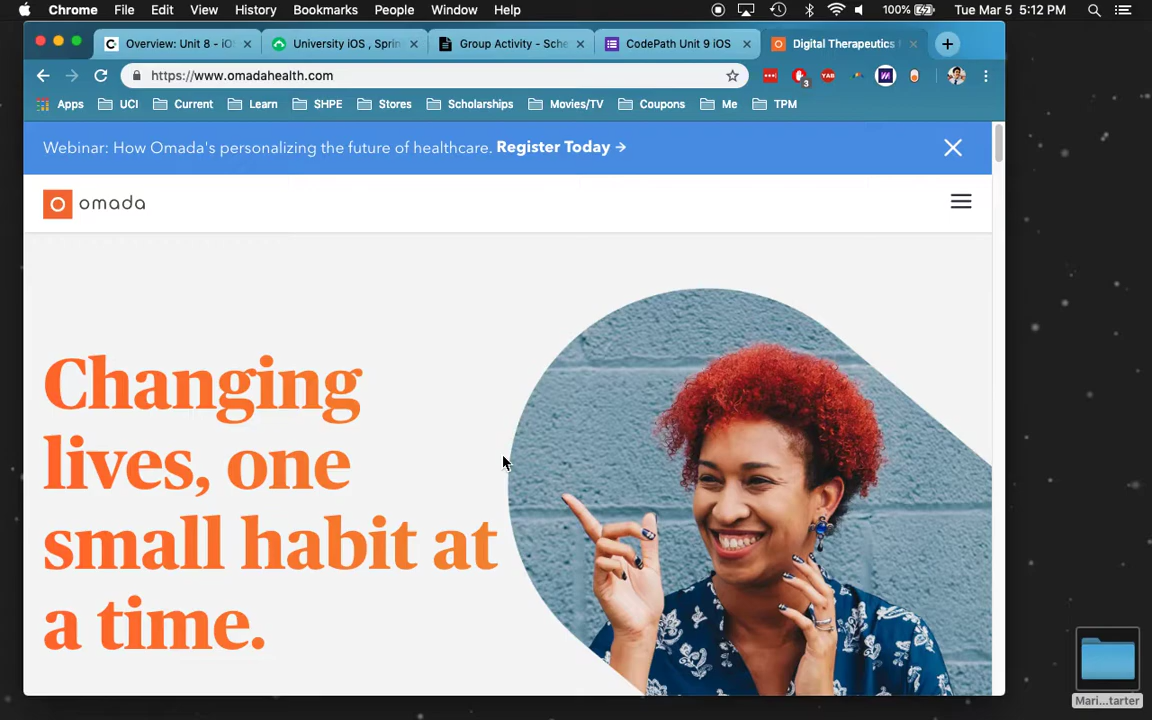 Chrome File Edit View History Bookmarks People Window Help 100% Tue Mar 5 5:12 PM
Overview: Unit 8 - iO University iOS , Sprin Group Activity - Sche CodePath Unit 9 iOS Digital Therapeutics
https://www.omadahealth.com YAB 3
Apps UCI Current Learn SHPE Stores Scholarships Movies/TV Coupons Me TPM
Webinar: How Omada's personalizing the future of healthcare. Register Today →
omada
Changing
lives, one
small habit at
a time.
Mari...tarter